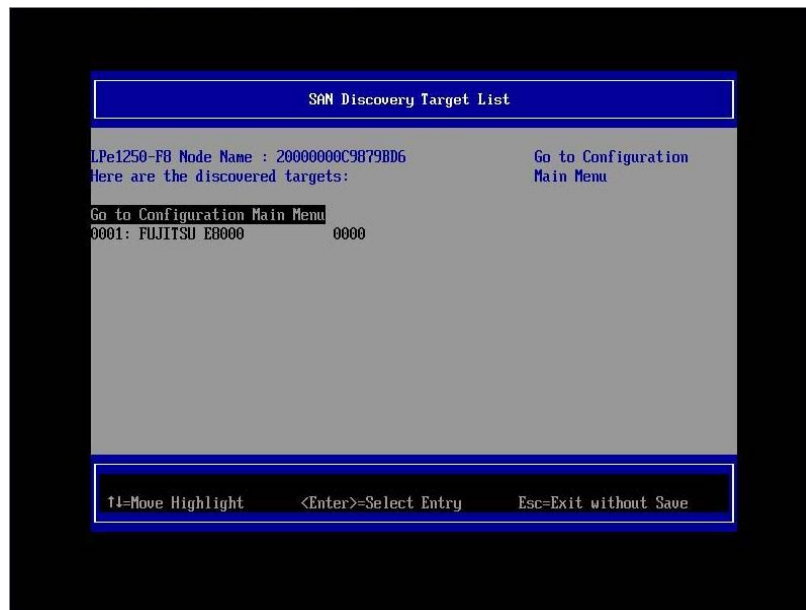 SAN Discovery Target List
LPe1250-F8 Node Name : 20000000C9879BD6
Here are the discovered targets:
Go to Configuration
Main Menu
Go to Configuration Main Menu
0001: FUJITSU E8000 0000
↑↓=Move Highlight <Enter>=Select Entry Esc=Exit without Save